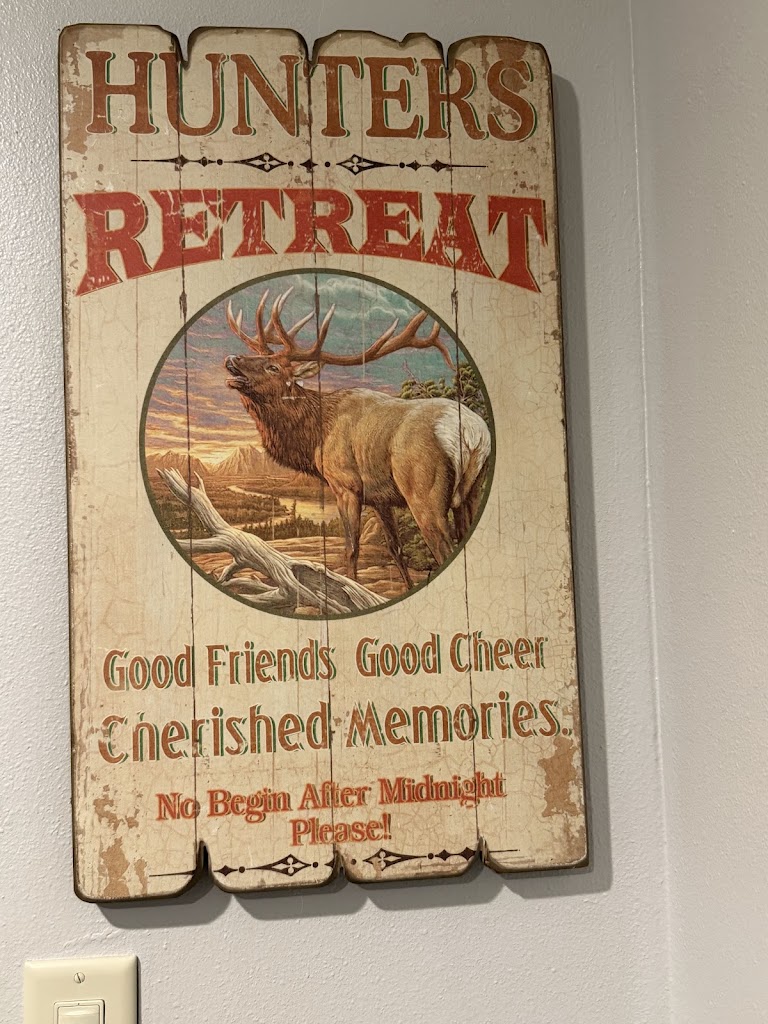 HUNTERS
RETREAT
Good Friends Good Cheer
Cherished Memories.
No Begin After Midnight
Please!